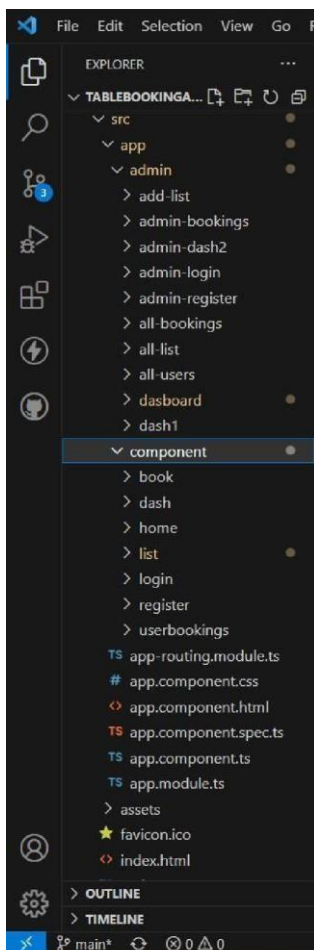 File Edit Selection View Go
EXPLORER ...
TABLEBOOKINGA...
src
app
admin
add-list
admin-bookings
admin-dash2
admin-login
admin-register
all-bookings
all-list
all-users
dasboard
dash1
component
book
dash
home
list
login
register
userbookings
TS app-routing.module.ts
# app.component.css
<> app.component.html
TS app.component.spec.ts
TS app.component.ts
TS app.module.ts
assets
favicon.ico
<> index.html
OUTLINE
TIMELINE
main* 0 0
3